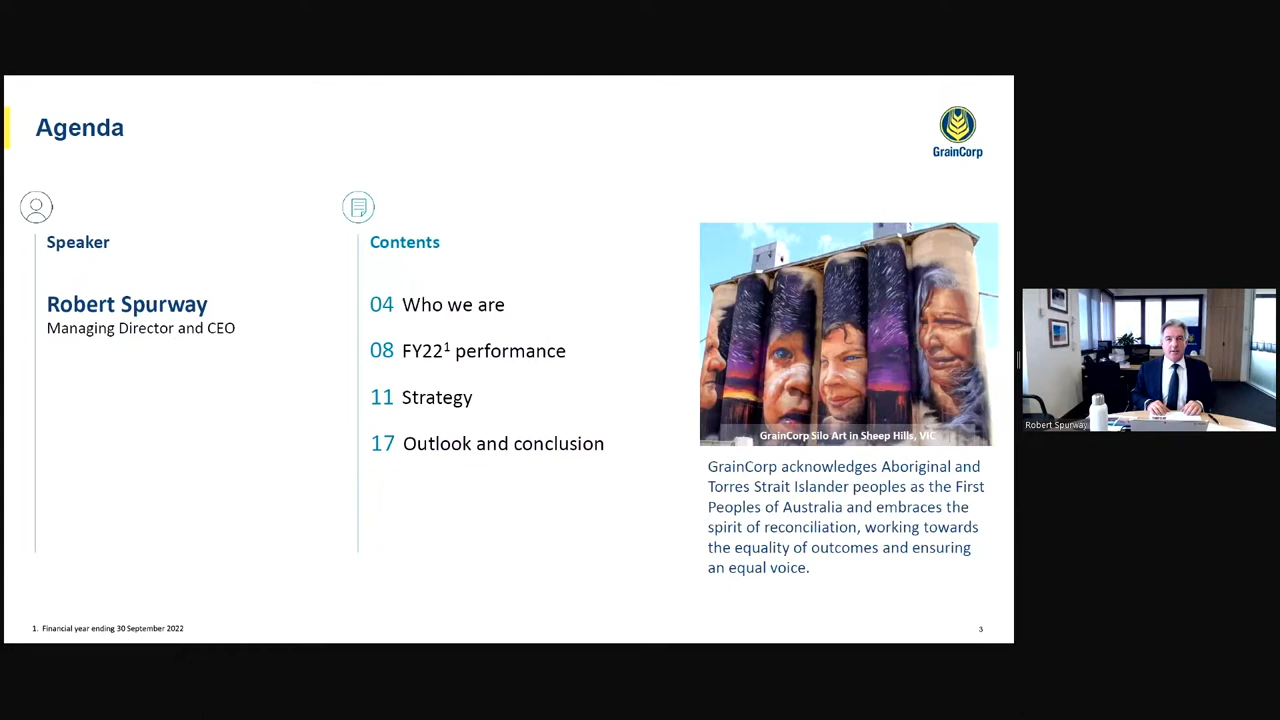 Agenda
GrainCorp
Speaker
Robert Spurway
Managing Director and CEO
Contents
04 Who we are
08 FY22¹ performance
11 Strategy
17 Outlook and conclusion
GrainCorp Silo Art in Sheep Hills, VIC
GrainCorp acknowledges Aboriginal and
Torres Strait Islander peoples as the First
Peoples of Australia and embraces the
spirit of reconciliation, working towards
the equality of outcomes and ensuring
an equal voice.
1. Financial year ending 30 September 2022
3
Robert Spurway